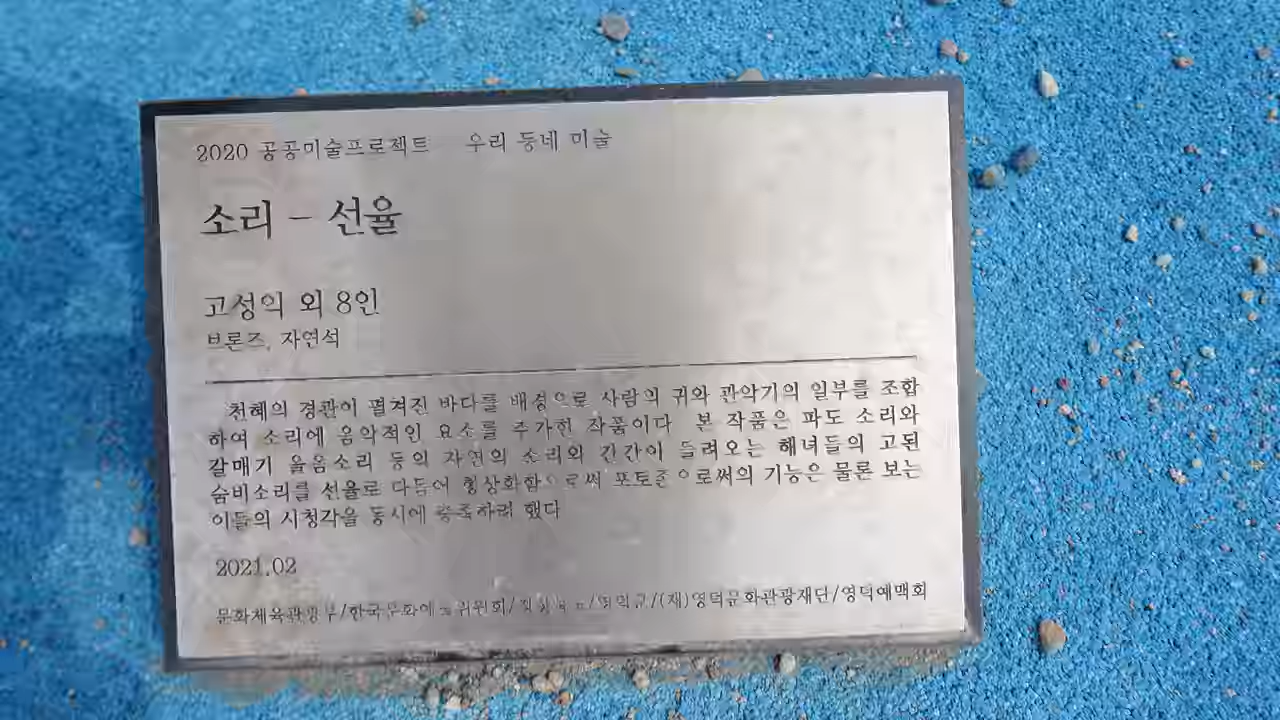 2020 공공미술프로젝트 우리 동네 미술
소리 – 선율
고성의 외 8인
브론즈, 자연석
천혜의 경관이 펼쳐진 바다를 배경으로 사람의 귀와 관악기의 일부를 조합
하여 소리에 음악적인 요소를 추가한 작품이다 본 작품은 파도 소리와
갈매기 울음소리 등의 자연의 소리와 간간이 들려오는 해녀들의 고된
숨비소리를 선율로 다듬어 형상화함으로써 포토존으로써의 기능은 물론 보는
이들의 시청각을 동시에 충족하려 했다
2021.02
문화체육관광부/한국문화예술위원회/영덕군/(재)영덕문화관광재단/영덕예맥회